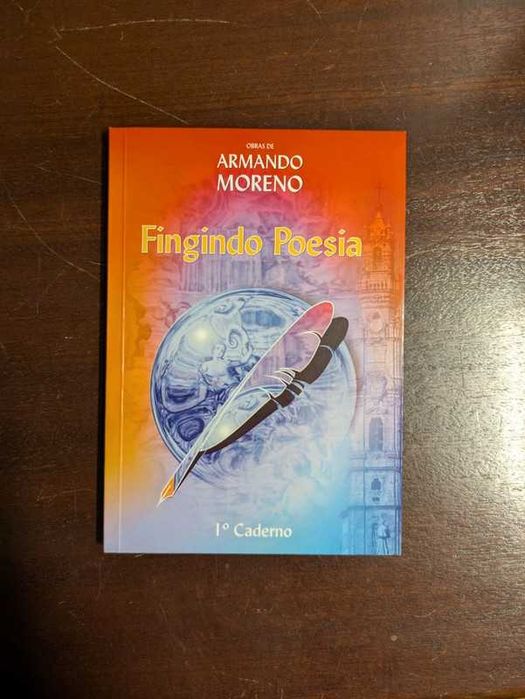 OBRAS DE
ARMANDO
MORENO
Fingindo Poesia
1º Caderno